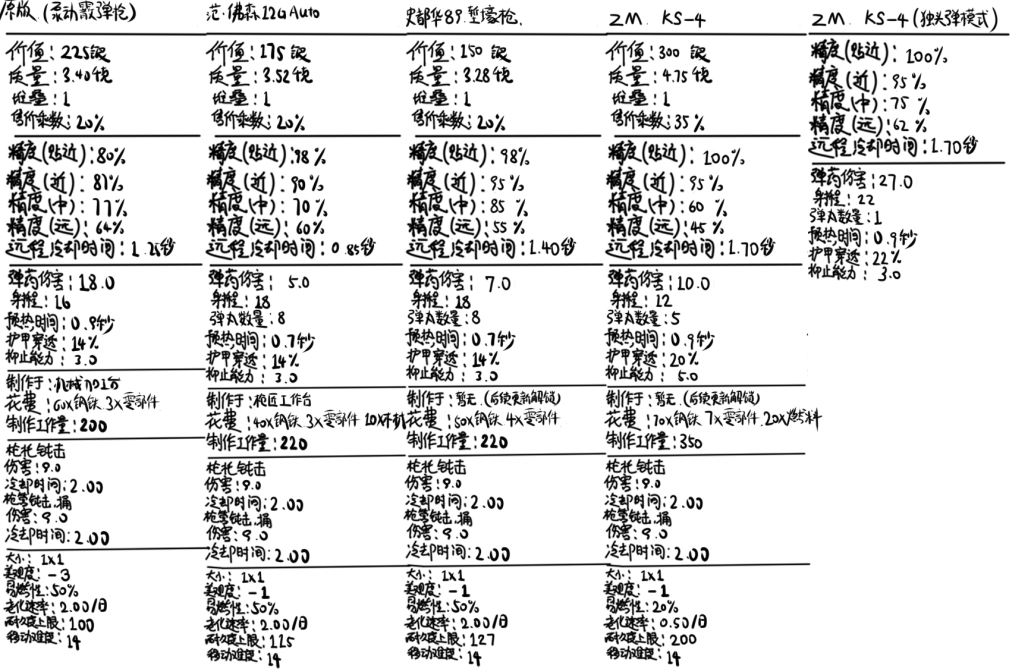 原版(泵动霰弹枪)
价值:225银
质量:3.40千克
堆叠:1
售价乘数:20%
精度(贴近):80%
精度(近):81%
精度(中):77%
精度(远):64%
远程冷却时间:1.25秒
弹药伤害:18.0
射程:16
预热时间:0.9秒
护甲穿透:14%
抑止能力:3.0
制作于:机械加工台
花费:60x钢铁 3x零部件
制作工作量:200
枪托钝击
伤害:9.0
冷却时间:2.00
枪管钝击,捅
伤害:9.0
冷却时间:2.00
大小:1x1
美观度:-3
易燃性:50%
老化速率:2.00/日
耐久度上限:100
移动难度:14
范.佛森12GAuto
价值:175银
质量:3.52千克
堆叠:1
售价乘数:20%
精度(贴近):98%
精度(近):90%
精度(中):70%
精度(远):60%
远程冷却时间:0.85秒
弹药伤害:5.0
射程:18
弹丸数量:8
预热时间:0.7秒
护甲穿透:14%
抑止能力:3.0
制作于:枪匠工作台
花费:40x钢铁 3x零部件 10x
制作工作量:220
枪托钝击
伤害:9.0
冷却时间:2.00
枪管钝击,捅
伤害:9.0
冷却时间:2.00
大小:1x1
美观度:-1
易燃性:50%
老化速率:2.00/日
耐久度上限:115
移动难度:14
史都华89.堑壕枪.
价值:150银
质量:3.28千克
堆叠:1
售价乘数:20%
精度(贴近):98%
精度(近):95%
精度(中):85%
精度(远):55%
远程冷却时间:1.40秒
弹药伤害:7.0
射程:18
弹丸数量:8
预热时间:0.7秒
护甲穿透:14%
抑止能力:3.0
制作于:暂无.(后续更新解锁)
花费:50x钢铁 4x零部件
制作工作量:220
枪托钝击
伤害:9.0
冷却时间:2.00
枪管钝击,捅
伤害:9.0
冷却时间:2.00
大小:1x1
美观度:-1
易燃性:50%
老化速率:2.00/日
耐久度上限:127
移动难度:14
ZM. KS-4
价值:300银
质量:4.75千克
堆叠:1
售价乘数:35%
精度(贴近):100%
精度(近):95%
精度(中):60%
精度(远):45%
远程冷却时间:1.70秒
弹药伤害:10.0
射程:12
弹丸数量:5
预热时间:0.9秒
护甲穿透:20%
抑止能力:5.0
制作于:暂无.(后续更新解锁)
花费:70x钢铁 7x零部件 20x燃料
制作工作量:350
枪托钝击
伤害:9.0
冷却时间:2.00
枪管钝击,捅
伤害:9.0
冷却时间:2.00
大小:1x1
美观度:-1
易燃性:20%
老化速率:0.50/日
耐久度上限:200
移动难度:14
ZM. KS-4(独头弹模式)
精度(贴近):100%
精度(近):95%
精度(中):75%
精度(远):62%
远程冷却时间:1.70秒
弹药伤害:27.0
射程:22
弹丸数量:1
预热时间:0.9秒
护甲穿透:22%
抑止能力:3.0